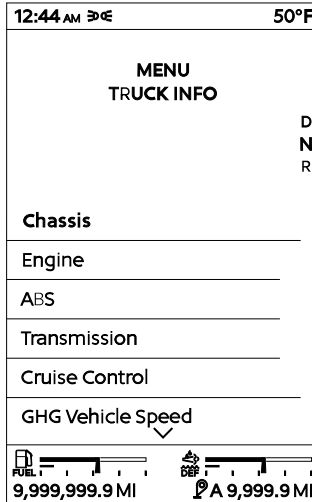 12:44 AM 50°F
MENU
TRUCK INFO
D
N
R
Chassis
Engine
ABS
Transmission
Cruise Control
GHG Vehicle Speed
FUEL DEF
9,999,999.9 MI A 9,999.9 MI